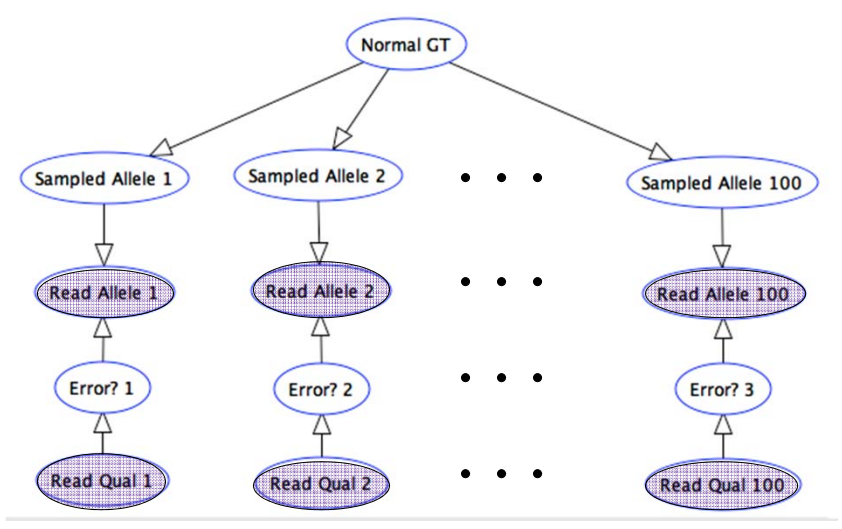 Normal GT
Sampled Allele 1
Sampled Allele 2
Sampled Allele 100
Read Allele 1
Read Allele 2
Read Allele 100
Error? 1
Error? 2
Error? 3
Read Qual 1
Read Qual 2
Read Qual 100